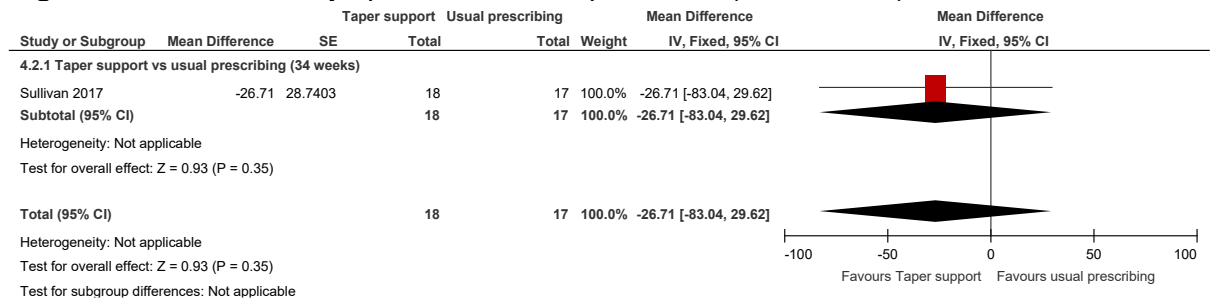 Taper support Usual prescribing Mean Difference Mean Difference
Study or Subgroup Mean Difference SE Total Total Weight IV, Fixed, 95% CI IV, Fixed, 95% CI
4.2.1 Taper support vs usual prescribing (34 weeks)
Sullivan 2017 -26.71 28.7403 18 17 100.0% -26.71 [-83.04, 29.62]
Subtotal (95% CI) 18 17 100.0% -26.71 [-83.04, 29.62]
Heterogeneity: Not applicable
Test for overall effect: Z = 0.93 (P = 0.35)
Total (95% CI) 18 17 100.0% -26.71 [-83.04, 29.62]
Heterogeneity: Not applicable
Test for overall effect: Z = 0.93 (P = 0.35)
Test for subgroup differences: Not applicable
-100 -50 0 50 100
Favours Taper support Favours usual prescribing